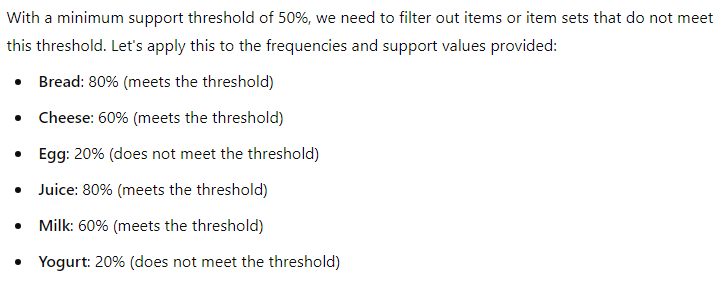 With a minimum support threshold of 50%, we need to filter out items or item sets that do not meet
this threshold. Let's apply this to the frequencies and support values provided:
• Bread: 80% (meets the threshold)
• Cheese: 60% (meets the threshold)
• Egg: 20% (does not meet the threshold)
• Juice: 80% (meets the threshold)
• Milk: 60% (meets the threshold)
• Yogurt: 20% (does not meet the threshold)